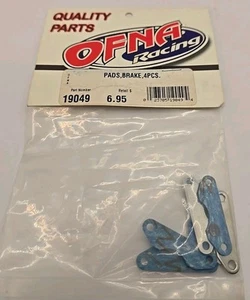 QUALITY
PARTS
OFNA
Racing
PADS,BRAKE,4PCS.
Part Number
Retail $
19049
6.95